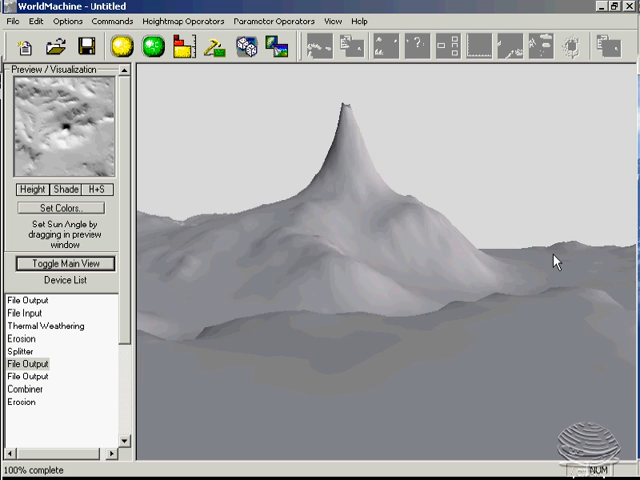 WorldMachine - Untitled
File Edit Options Commands Heightmap Operators Parameter Operators View Help
Preview / Visualization
Height Shade H+S
Set Colors..
Set Sun Angle by
dragging in preview
window
Toggle Main View
Device List
File Output
File Input
Thermal Weathering
Erosion
Splitter
File Output
File Output
Combiner
Erosion
100% complete
NUM